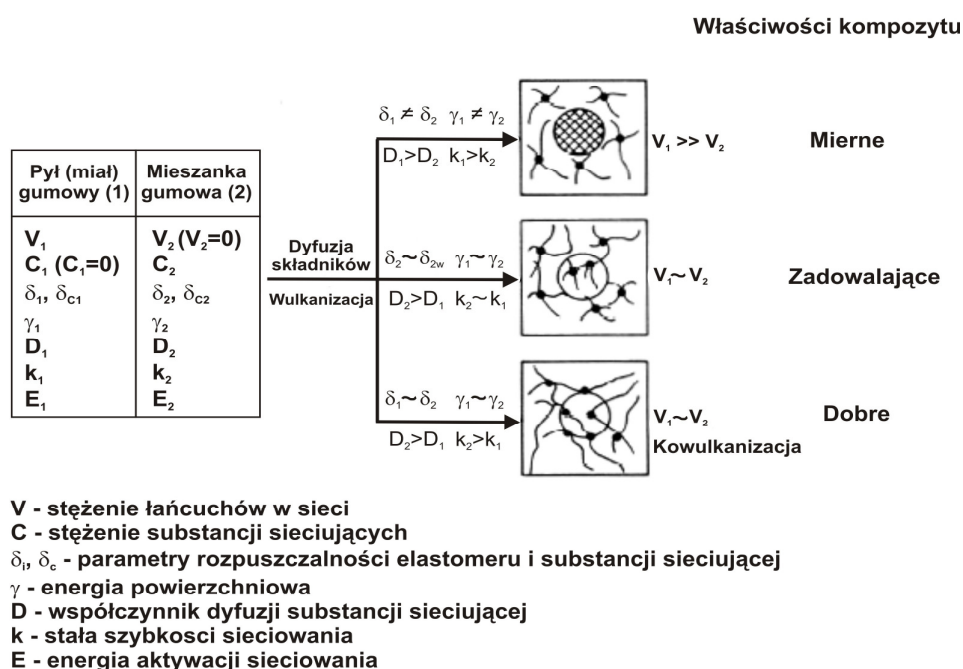 Właściwości kompozytu
Pył (miał) gumowy (1)
Mieszanka gumowa (2)
V₁
V₂ (V₂=0)
C₁ (C₁=0)
C₂
δ₁, δ_C1
δ₂, δ_C2
γ₁
γ₂
D₁
D₂
k₁
k₂
E₁
E₂
Dyfuzja
składników
Wulkanizacja
δ₁ ≠ δ₂ γ₁ ≠ γ₂
D₁>D₂ k₁>k₂
V₁ >> V₂
Mierne
δ₂~δ₂w γ₁~γ₂
D₂>D₁ k₂~k₁
V₁~V₂
Zadowalające
δ₁~δ₂ γ₁~γ₂
D₂>D₁ k₂>k₁
V₁~V₂
Kowulkanizacja
Dobre
V - stężenie łańcuchów w sieci
C - stężenie substancji sieciujących
δᵢ, δ_c - parametry rozpuszczalności elastomeru i substancji sieciującej
γ - energia powierzchniowa
D - współczynnik dyfuzji substancji sieciującej
k - stała szybkosci sieciowania
E - energia aktywacji sieciowania